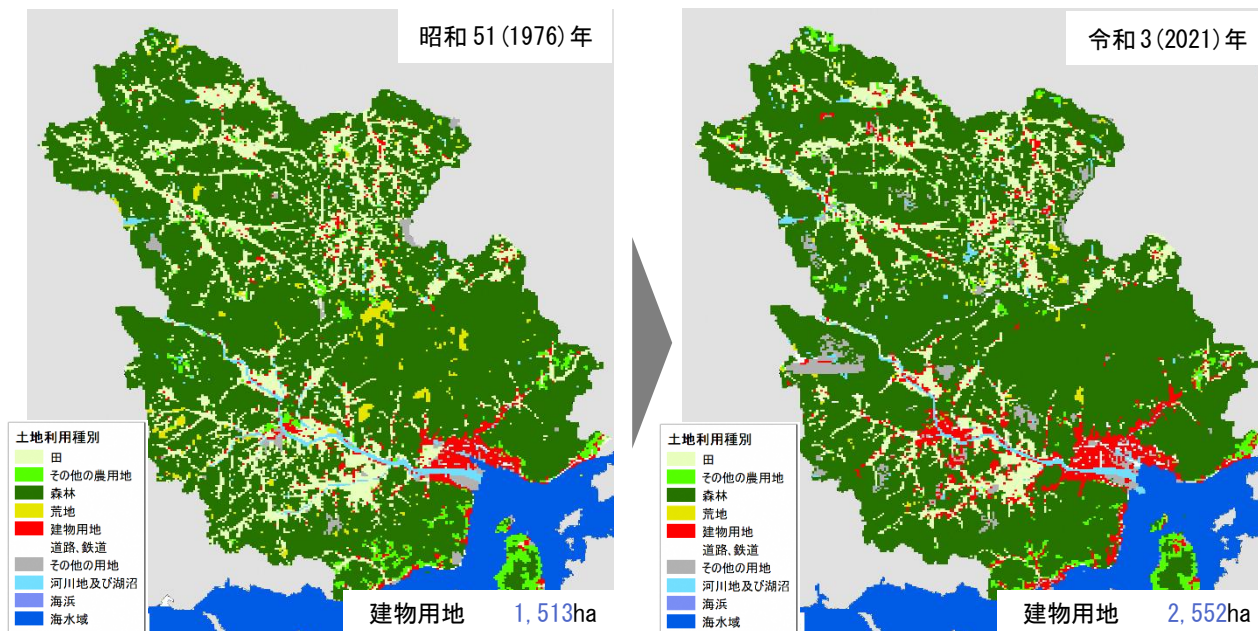 昭和51(1976)年
土地利用種別
田
その他の農用地
森林
荒地
建物用地
道路、鉄道
その他の用地
河川地及び湖沼
海浜
海水域
建物用地 1,513ha
令和3(2021)年
土地利用種別
田
その他の農用地
森林
荒地
建物用地
道路、鉄道
その他の用地
河川地及び湖沼
海浜
海水域
建物用地 2,552ha